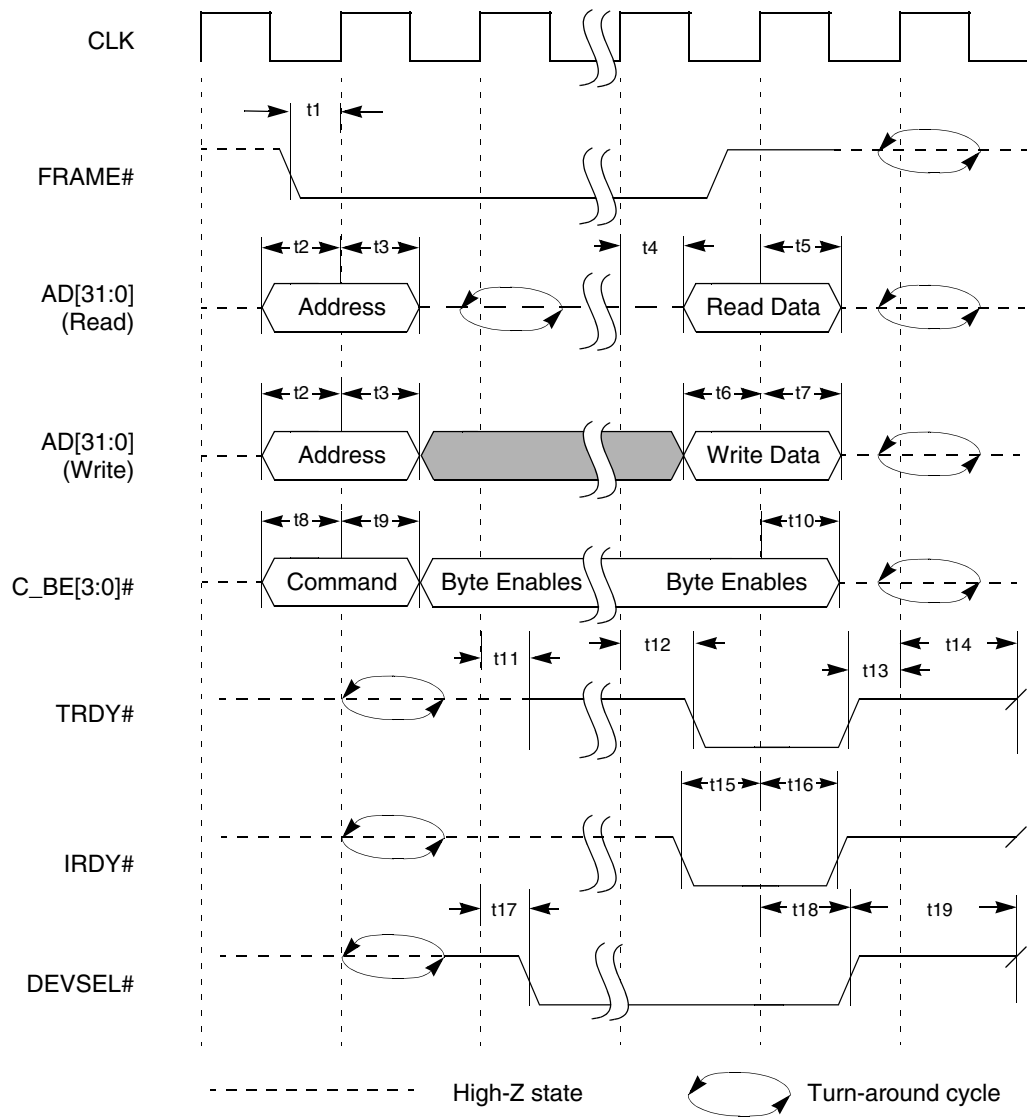 CLK
t1
FRAME#
t2
t3
t4
t5
AD[31:0]
(Read)
Address
Read Data
t2
t3
t6
t7
AD[31:0]
(Write)
Address
Write Data
t8
t9
t10
C_BE[3:0]#
Command
Byte Enables
Byte Enables
t11
t12
t13
t14
TRDY#
t15
t16
IRDY#
t17
t18
t19
DEVSEL#
High-Z state
Turn-around cycle